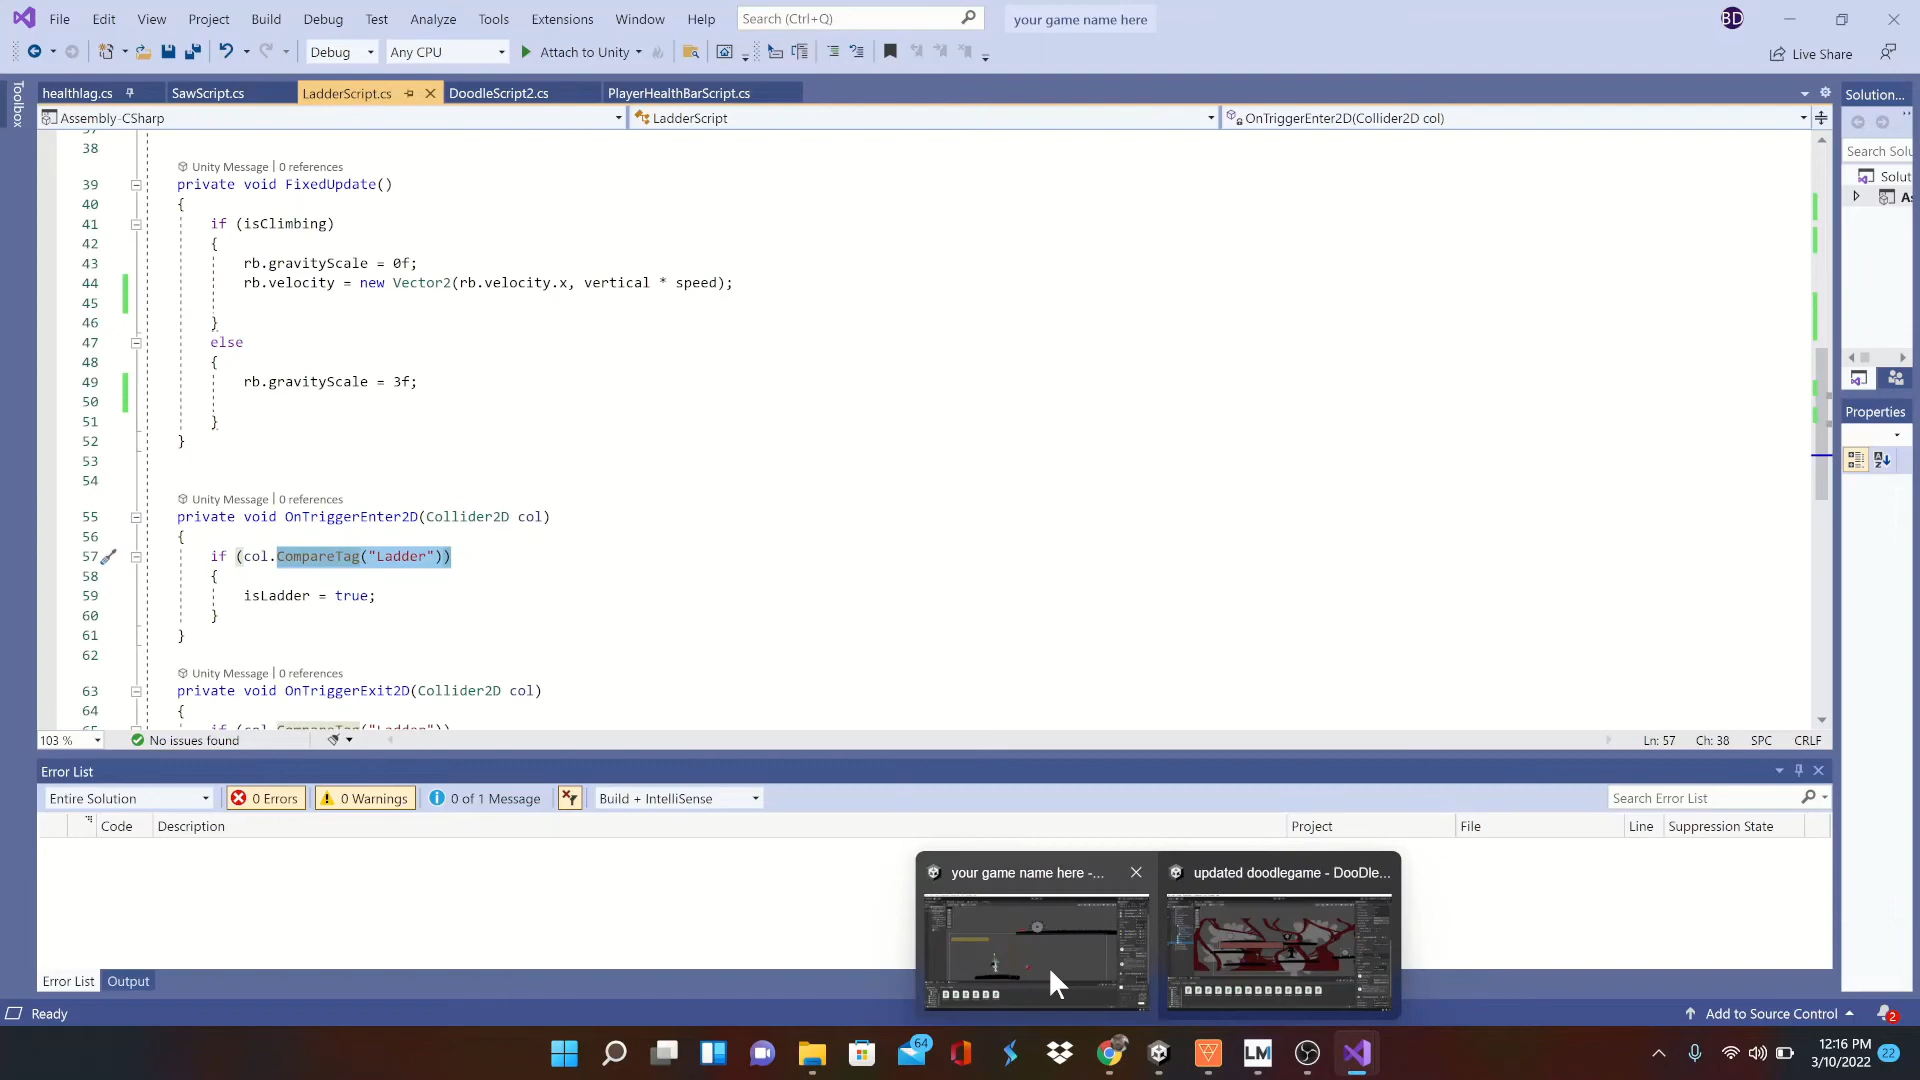 File Edit View Project Build Debug Test Analyze Tools Extensions Window Help Search (Ctrl+Q) your game name here BD
Debug Any CPU Attach to Unity Live Share
Toolbox
healthlag.cs SawScript.cs LadderScript.cs DoodleScript2.cs PlayerHealthBarScript.cs
Assembly-CSharp LadderScript OnTriggerEnter2D(Collider2D col)
37
38
Unity Message | 0 references
39 private void FixedUpdate()
40 {
41 if (isClimbing)
42 {
43 rb.gravityScale = 0f;
44 rb.velocity = new Vector2(rb.velocity.x, vertical * speed);
45
46 }
47 else
48 {
49 rb.gravityScale = 3f;
50
51 }
52 }
53
54
Unity Message | 0 references
55 private void OnTriggerEnter2D(Collider2D col)
56 {
57 if (col.CompareTag("Ladder"))
58 {
59 isLadder = true;
60 }
61 }
62
Unity Message | 0 references
63 private void OnTriggerExit2D(Collider2D col)
64 {
65 if (col.CompareTag("Ladder"))
103 % No issues found Ln: 57 Ch: 38 SPC CRLF
Solution...
Search Solu
Solut
As
Properties
Error List
Entire Solution 0 Errors 0 Warnings 0 of 1 Message Build + IntelliSense Search Error List
Code Description Project File Line Suppression State
your game name here -... updated doodlegame - DooDle...
Error List Output
Ready Add to Source Control 2
64 LM 12:16 PM
3/10/2022 22